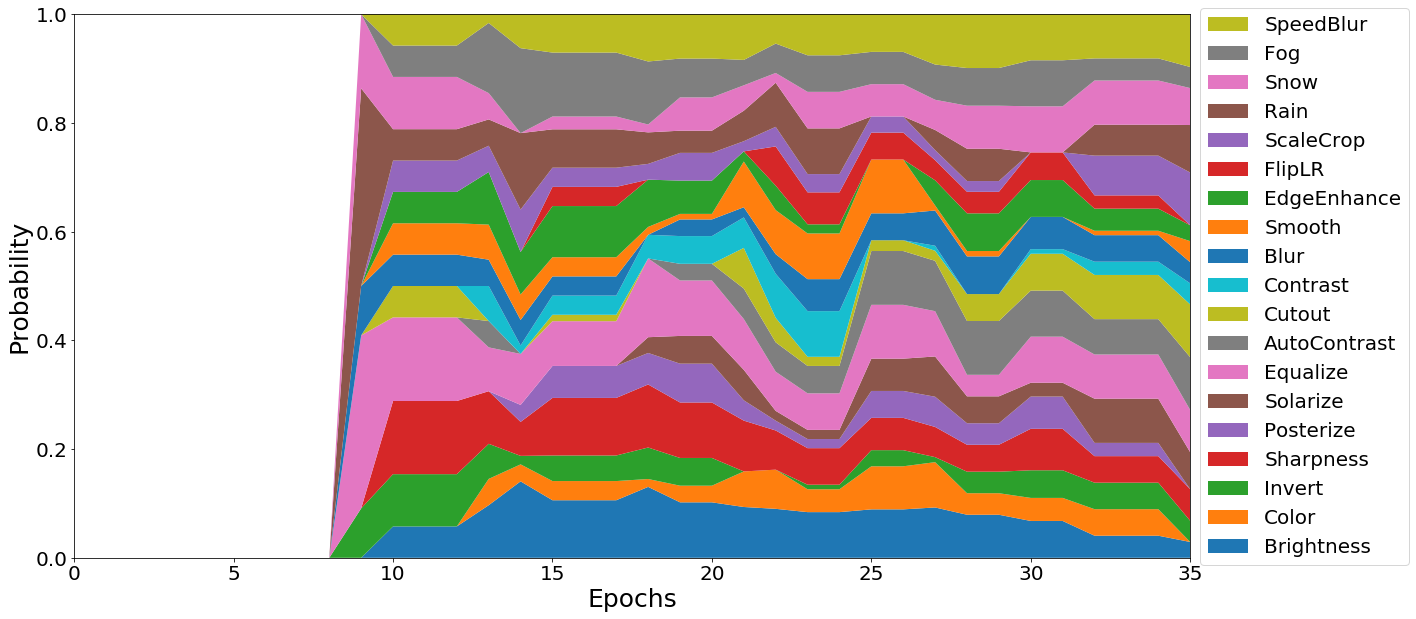 1.0
0.8
0.6
0.4
0.2
0.0
Probability
0 5 10 15 20 25 30 35
Epochs
SpeedBlur
Fog
Snow
Rain
ScaleCrop
FlipLR
EdgeEnhance
Smooth
Blur
Contrast
Cutout
AutoContrast
Equalize
Solarize
Posterize
Sharpness
Invert
Color
Brightness